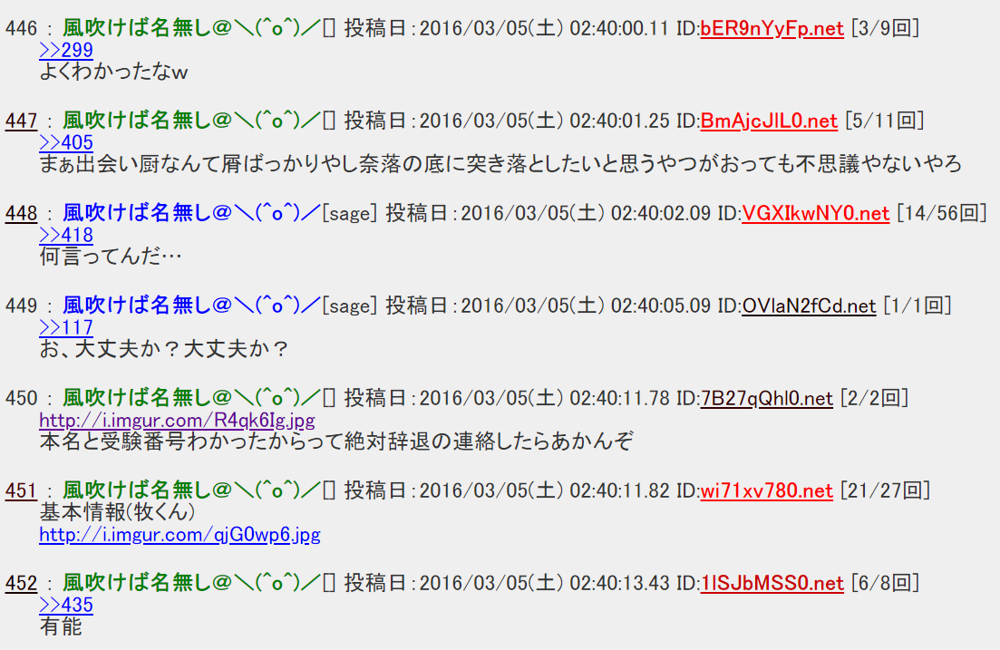 446 ： 風吹けば名無し＠＼(^o^)／[] 投稿日：2016/03/05(土) 02:40:00.11 ID:bER9nYyFp.net [3/9回]
>>299
よくわかったなｗ
447 ： 風吹けば名無し＠＼(^o^)／[] 投稿日：2016/03/05(土) 02:40:01.25 ID:BmAjcJIL0.net [5/11回]
>>405
まぁ出会い厨なんて屑ばっかりやし奈落の底に突き落としたいと思うやつがおっても不思議やないやろ
448 ： 風吹けば名無し＠＼(^o^)／[sage] 投稿日：2016/03/05(土) 02:40:02.09 ID:VGXIkwNY0.net [14/56回]
>>418
何言ってんだ…
449 ： 風吹けば名無し＠＼(^o^)／[sage] 投稿日：2016/03/05(土) 02:40:05.09 ID:OVlaN2fCd.net [1/1回]
>>117
お、大丈夫か？大丈夫か？
450 ： 風吹けば名無し＠＼(^o^)／[] 投稿日：2016/03/05(土) 02:40:11.78 ID:7B27qQhl0.net [2/2回]
http://i.imgur.com/R4qk6Ig.jpg
本名と受験番号わかったからって絶対辞退の連絡したらあかんぞ
451 ： 風吹けば名無し＠＼(^o^)／[] 投稿日：2016/03/05(土) 02:40:11.82 ID:wi71xv780.net [21/27回]
基本情報(牧くん)
http://i.imgur.com/qjG0wp6.jpg
452 ： 風吹けば名無し＠＼(^o^)／[] 投稿日：2016/03/05(土) 02:40:13.43 ID:1lSJbMSS0.net [6/8回]
>>435
有能